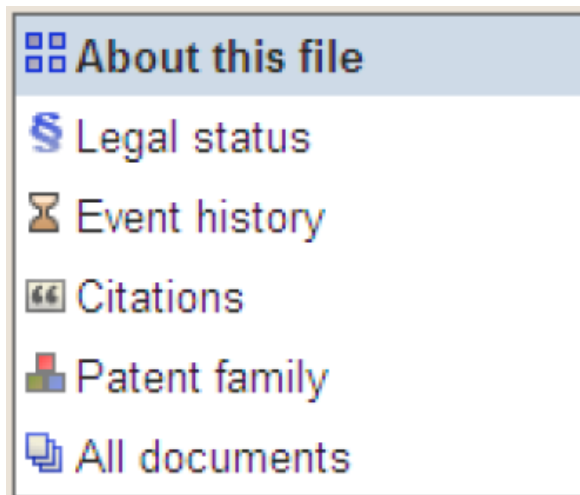 About this file
§ Legal status
Event history
Citations
Patent family
All documents